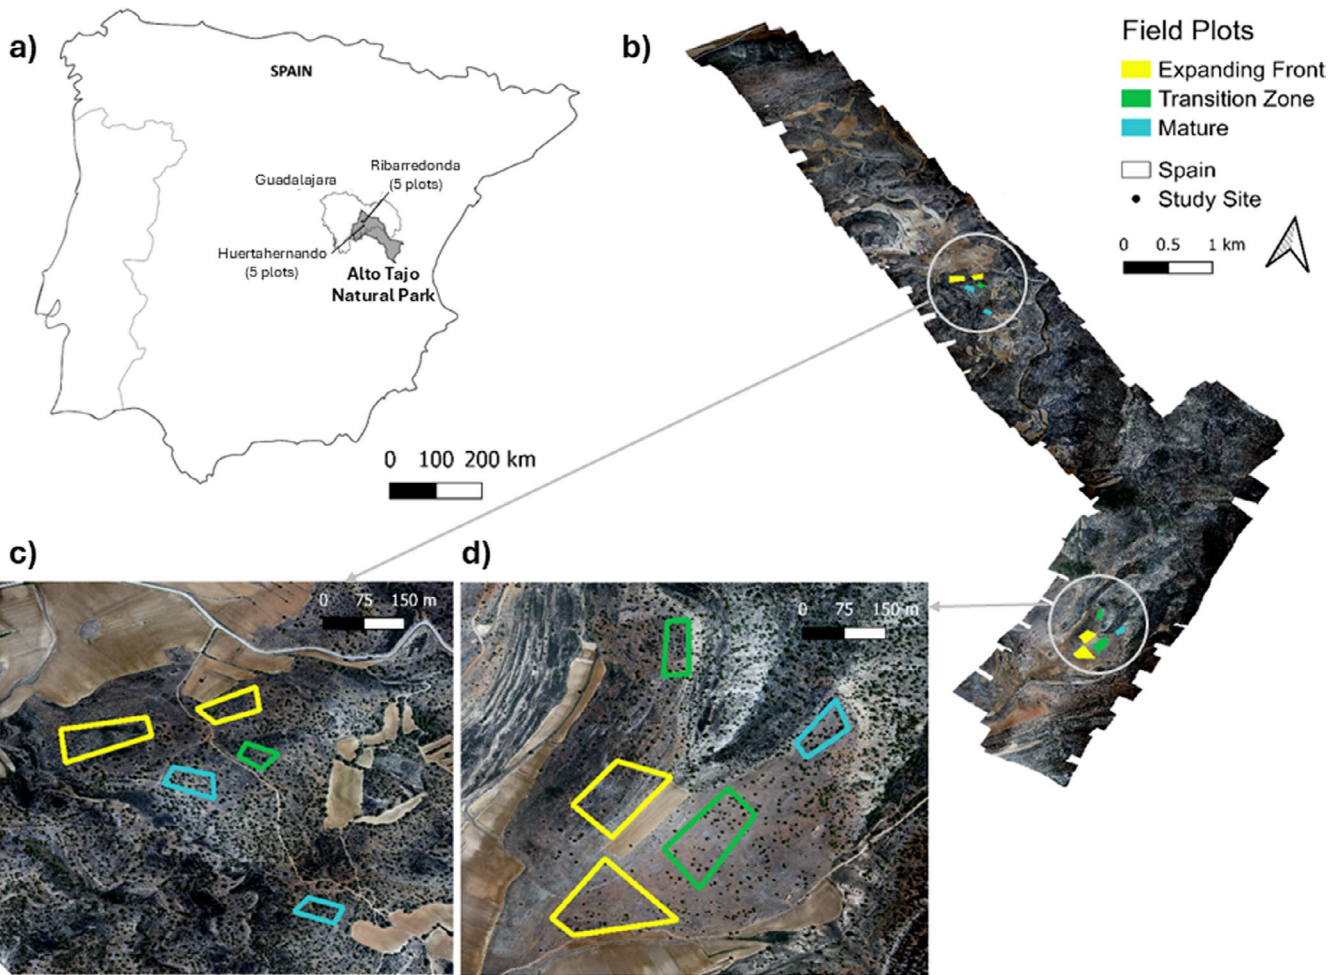 a)
SPAIN
Guadalajara
Ribarredonda
(5 plots)
Huertahernando
(5 plots)
Alto Tajo
Natural Park
0 100 200 km
b)
Field Plots
Expanding Front
Transition Zone
Mature
Spain
Study Site
0 0.5 1 km
c)
0 75 150 m
d)
0 75 150 m